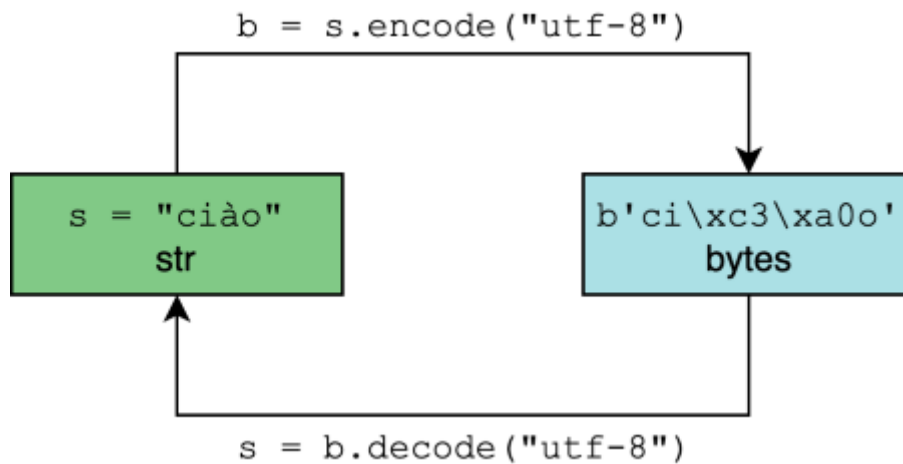 b = s.encode("utf-8")
s = "ciào"
str
b'ci\xc3\xa0o'
bytes
s = b.decode("utf-8")